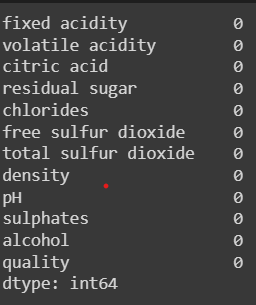 fixed acidity 0
volatile acidity 0
citric acid 0
residual sugar 0
chlorides 0
free sulfur dioxide 0
total sulfur dioxide 0
density 0
pH 0
sulphates 0
alcohol 0
quality 0
dtype: int64